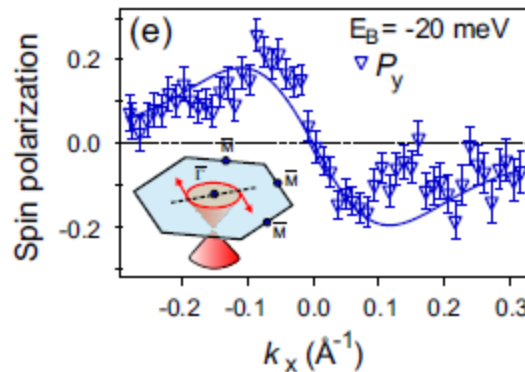 (e)
E_B = -20 meV
▽ P_y
0.2
0.0
-0.2
Spin polarization
M̄
Γ̄
M̄
M̄
-0.2 -0.1 0.0 0.1 0.2 0.3
k_x (Å⁻¹)